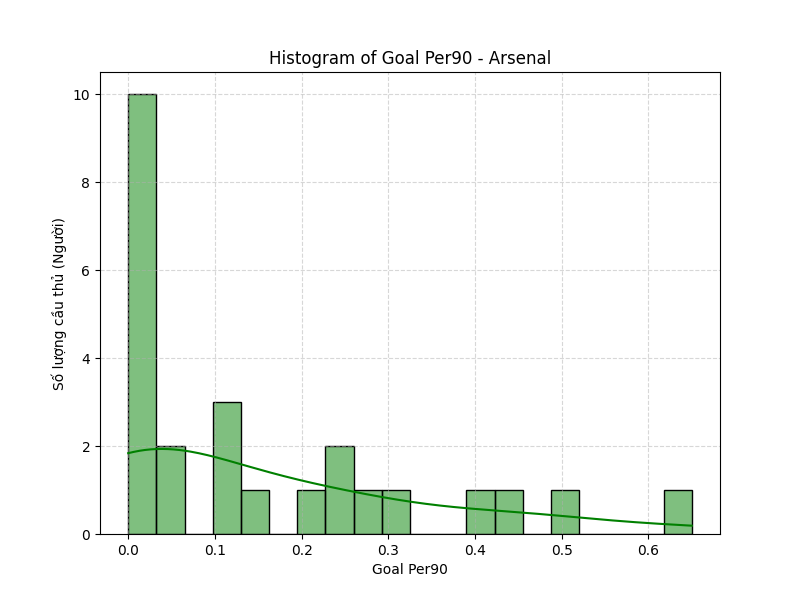 Histogram of Goal Per90 - Arsenal
Số lượng cầu thủ (Người)
10
8
6
4
2
0
0.0 0.1 0.2 0.3 0.4 0.5 0.6
Goal Per90